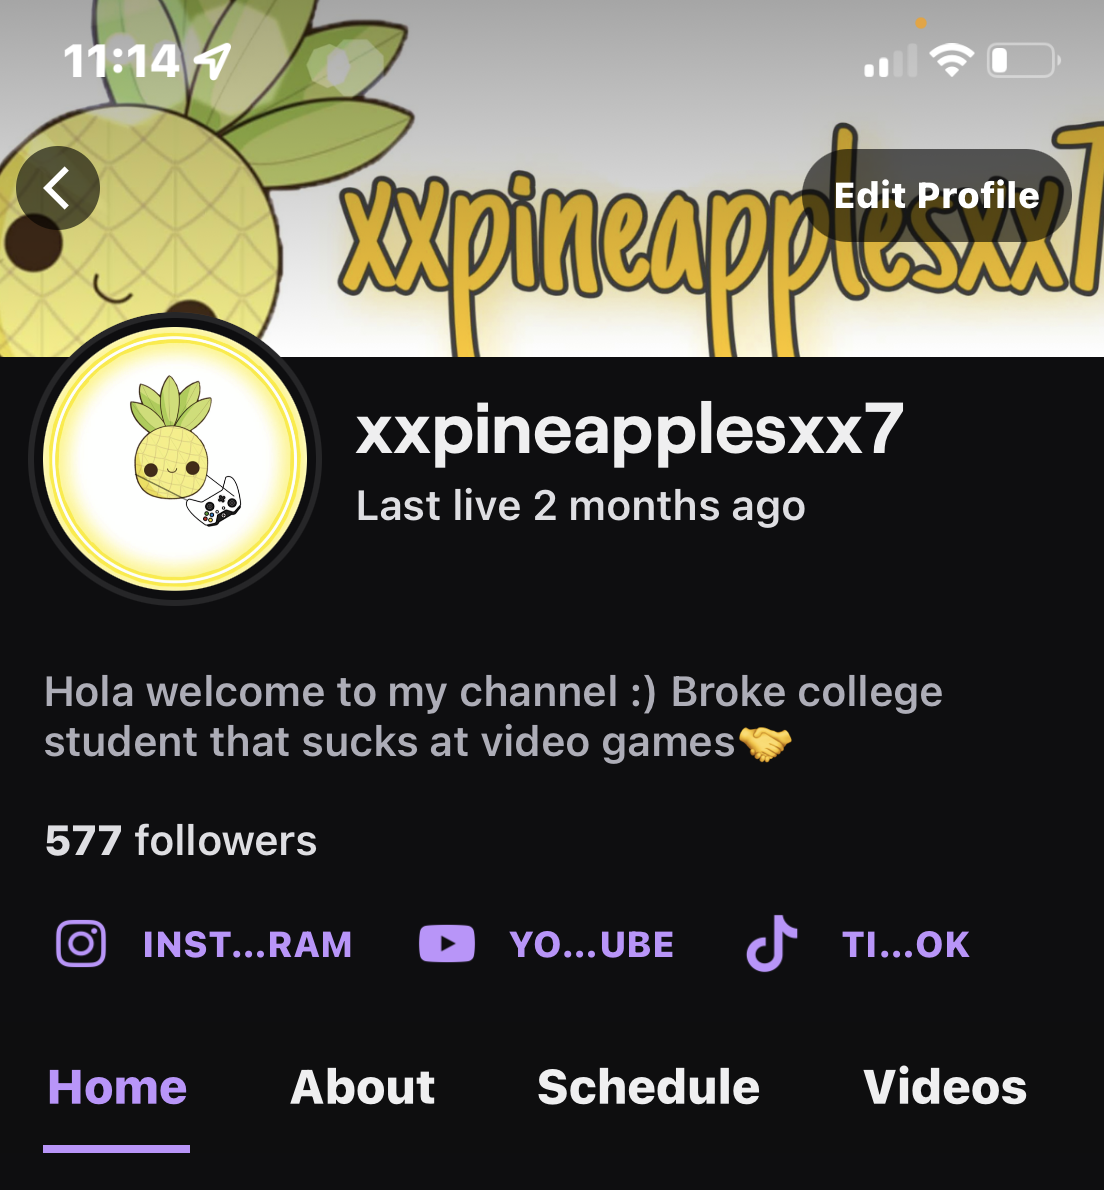 11:14
xxpineapplesxx7
Edit Profile
xxpineapplesxx7
Last live 2 months ago
Hola welcome to my channel :) Broke college
student that sucks at video games🤝
577 followers
INST...RAM YO...UBE TI...OK
Home About Schedule Videos